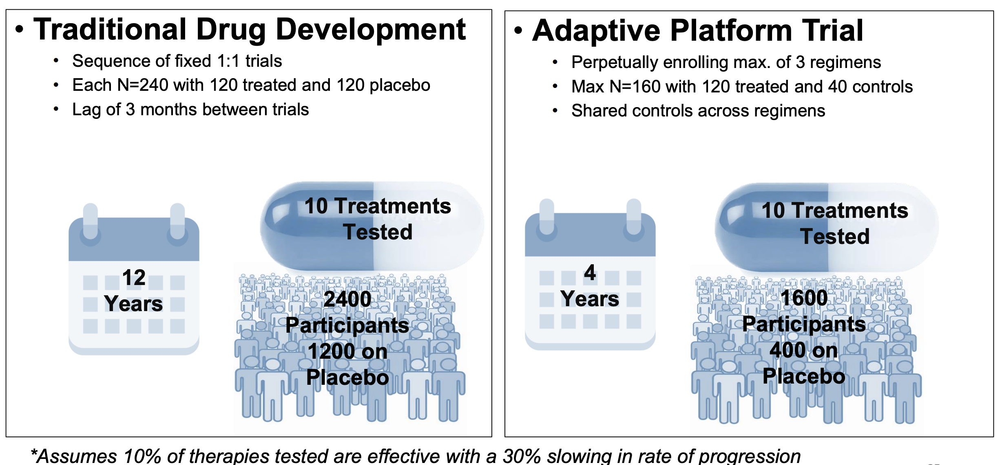 • Traditional Drug Development
• Sequence of fixed 1:1 trials
• Each N=240 with 120 treated and 120 placebo
• Lag of 3 months between trials
10 Treatments
Tested
12
Years
2400
Participants
1200 on
Placebo
• Adaptive Platform Trial
• Perpetually enrolling max. of 3 regimens
• Max N=160 with 120 treated and 40 controls
• Shared controls across regimens
10 Treatments
Tested
4
Years
1600
Participants
400 on
Placebo
*Assumes 10% of therapies tested are effective with a 30% slowing in rate of progression